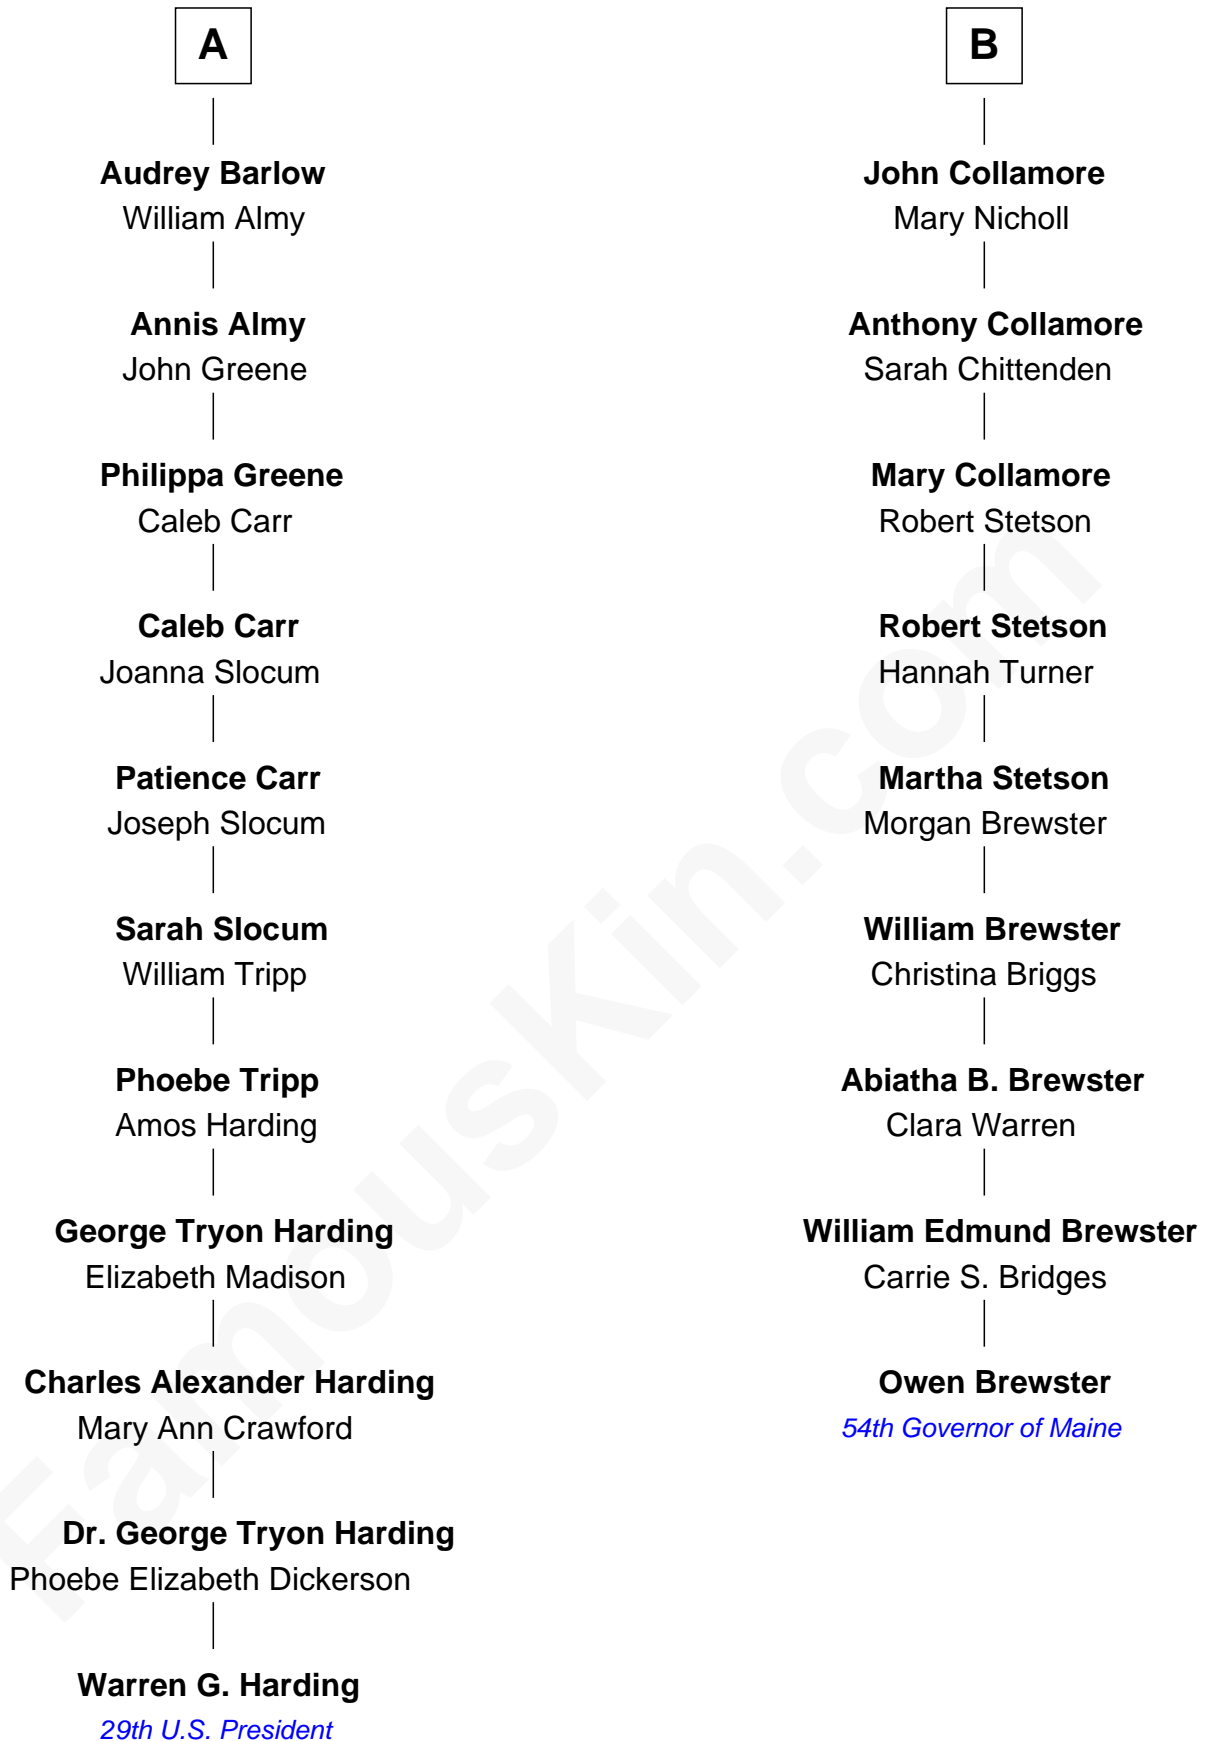 A
Audrey Barlow
William Almy
Annis Almy
John Greene
Philippa Greene
Caleb Carr
Caleb Carr
Joanna Slocum
Patience Carr
Joseph Slocum
Sarah Slocum
William Tripp
Phoebe Tripp
Amos Harding
George Tryon Harding
Elizabeth Madison
Charles Alexander Harding
Mary Ann Crawford
Dr. George Tryon Harding
Phoebe Elizabeth Dickerson
Warren G. Harding
29th U.S. President
B
John Collamore
Mary Nicholl
Anthony Collamore
Sarah Chittenden
Mary Collamore
Robert Stetson
Robert Stetson
Hannah Turner
Martha Stetson
Morgan Brewster
William Brewster
Christina Briggs
Abiatha B. Brewster
Clara Warren
William Edmund Brewster
Carrie S. Bridges
Owen Brewster
54th Governor of Maine
FamousKin.com